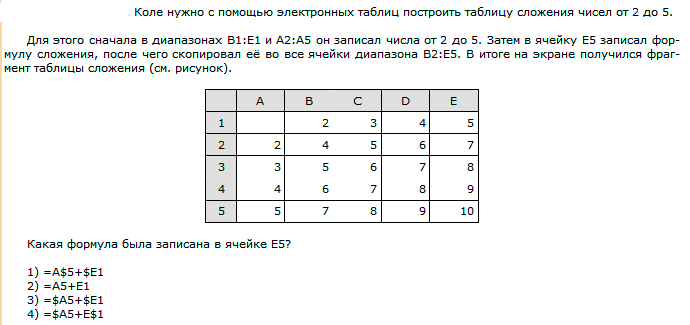 Коле нужно с помощью электронных таблиц построить таблицу сложения чисел от 2 до 5.
Для этого сначала в диапазонах B1:E1 и A2:A5 он записал числа от 2 до 5. Затем в ячейку E5 записал фор-
мулу сложения, после чего скопировал её во все ячейки диапазона B2:E5. В итоге на экране получился фраг-
мент таблицы сложения (см. рисунок).
A B C D E
1 2 3 4 5
2 2 4 5 6 7
3 3 5 6 7 8
4 4 6 7 8 9
5 5 7 8 9 10
Какая формула была записана в ячейке E5?
1) =A$5+$E1
2) =A5+E1
3) =$A5+$E1
4) =$A5+E$1